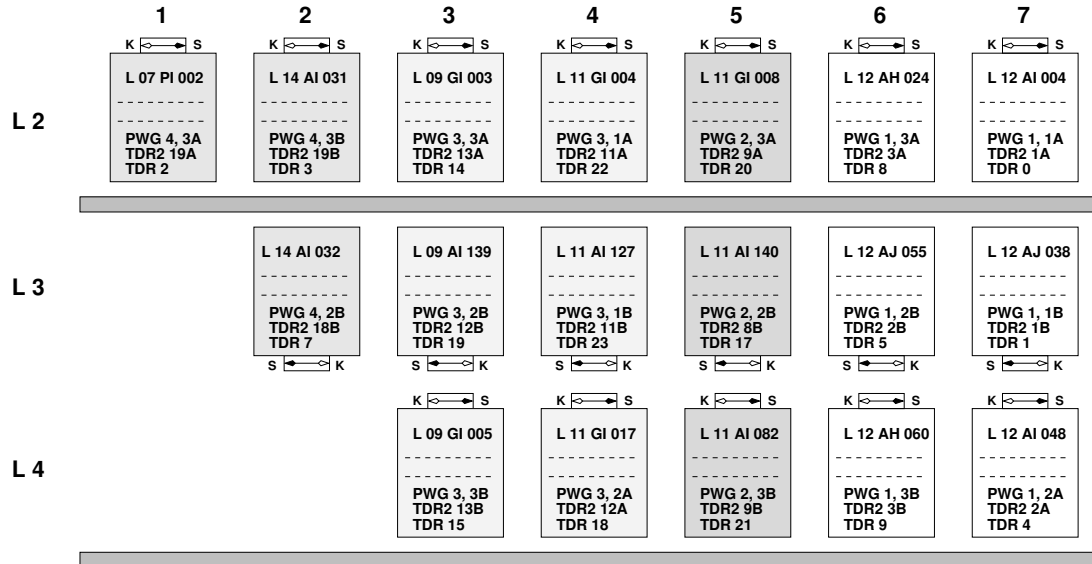 1 2 3 4 5 6 7
K S K S K S K S K S K S K S
L 2
L 07 PI 002 L 14 AI 031 L 09 GI 003 L 11 GI 004 L 11 GI 008 L 12 AH 024 L 12 AI 004
PWG 4, 3A PWG 4, 3B PWG 3, 3A PWG 3, 1A PWG 2, 3A PWG 1, 3A PWG 1, 1A
TDR2 19A TDR2 19B TDR2 13A TDR2 11A TDR2 9A TDR2 3A TDR2 1A
TDR 2 TDR 3 TDR 14 TDR 22 TDR 20 TDR 8 TDR 0
L 3
L 14 AI 032 L 09 AI 139 L 11 AI 127 L 11 AI 140 L 12 AJ 055 L 12 AJ 038
PWG 4, 2B PWG 3, 2B PWG 3, 1B PWG 2, 2B PWG 1, 2B PWG 1, 1B
TDR2 18B TDR2 12B TDR2 11B TDR2 8B TDR2 2B TDR2 1B
TDR 7 TDR 19 TDR 23 TDR 17 TDR 5 TDR 1
S K S K S K S K S K S K
K S K S K S K S K S
L 4
L 09 GI 005 L 11 GI 017 L 11 AI 082 L 12 AH 060 L 12 AI 048
PWG 3, 3B PWG 3, 2A PWG 2, 3B PWG 1, 3B PWG 1, 2A
TDR2 13B TDR2 12A TDR2 9B TDR2 3B TDR2 2A
TDR 15 TDR 18 TDR 21 TDR 9 TDR 4